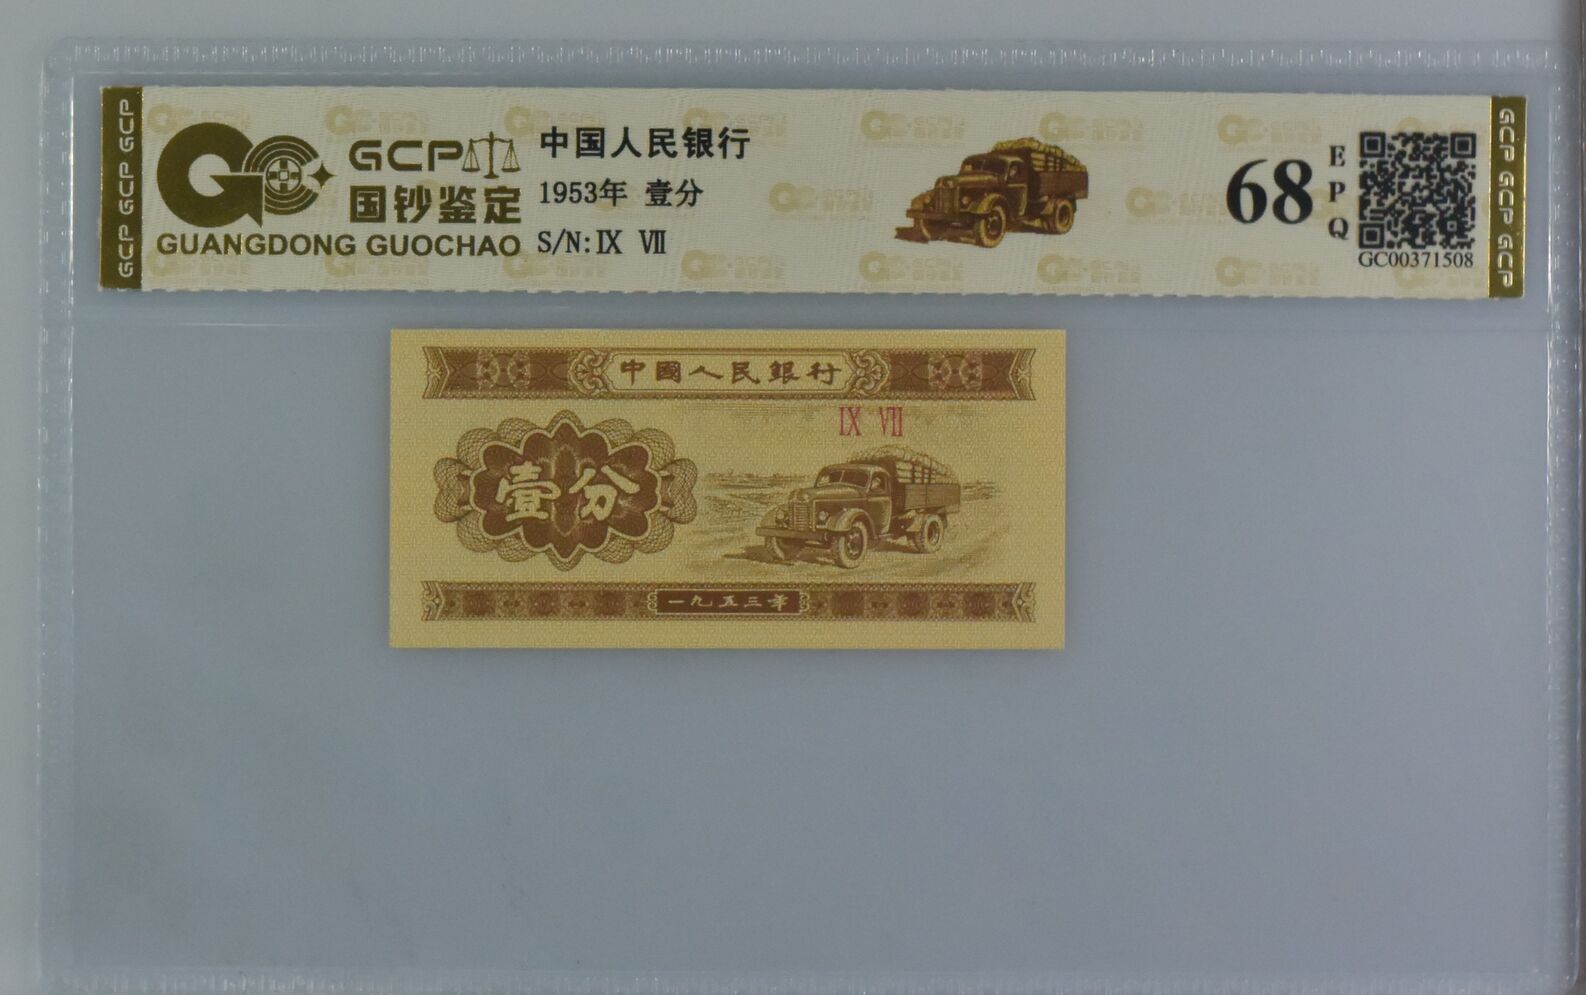 GCP GCP GCP
GCP
国钞鉴定
GUANGDONG GUOCHAO
中国人民银行
1953年 壹分
S/N:Ⅸ Ⅶ
68
EPQ
GC00371508
GCP GCP GCP
中國人民銀行
Ⅸ Ⅶ
壹分
一九五三年